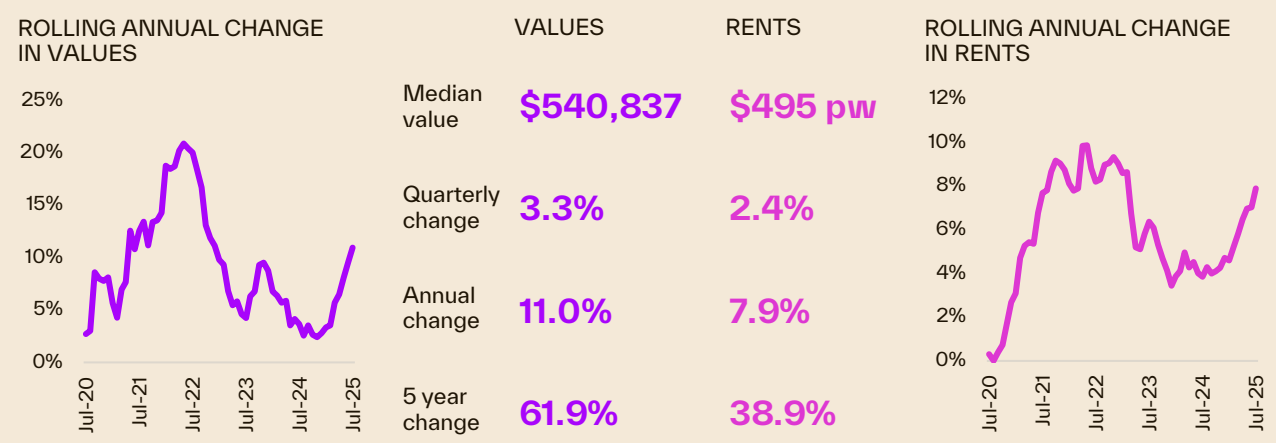 ROLLING ANNUAL CHANGE
IN VALUES
25%
20%
15%
10%
5%
0%
Jul-20
Jul-21
Jul-22
Jul-23
Jul-24
Jul-25
VALUES
RENTS
Median
value
$540,837
$495 pw
Quarterly
change
3.3%
2.4%
Annual
change
11.0%
7.9%
5 year
change
61.9%
38.9%
ROLLING ANNUAL CHANGE
IN RENTS
12%
10%
8%
6%
4%
2%
0%
Jul-20
Jul-21
Jul-22
Jul-23
Jul-24
Jul-25